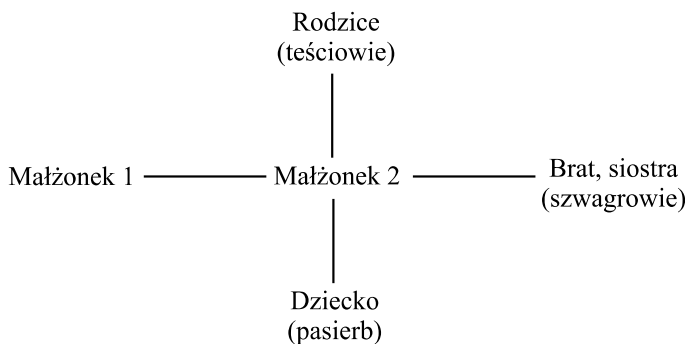 Rodzice
(teściowie)
Małżonek 1
Małżonek 2
Brat, siostra
(szwagrowie)
Dziecko
(pasierb)